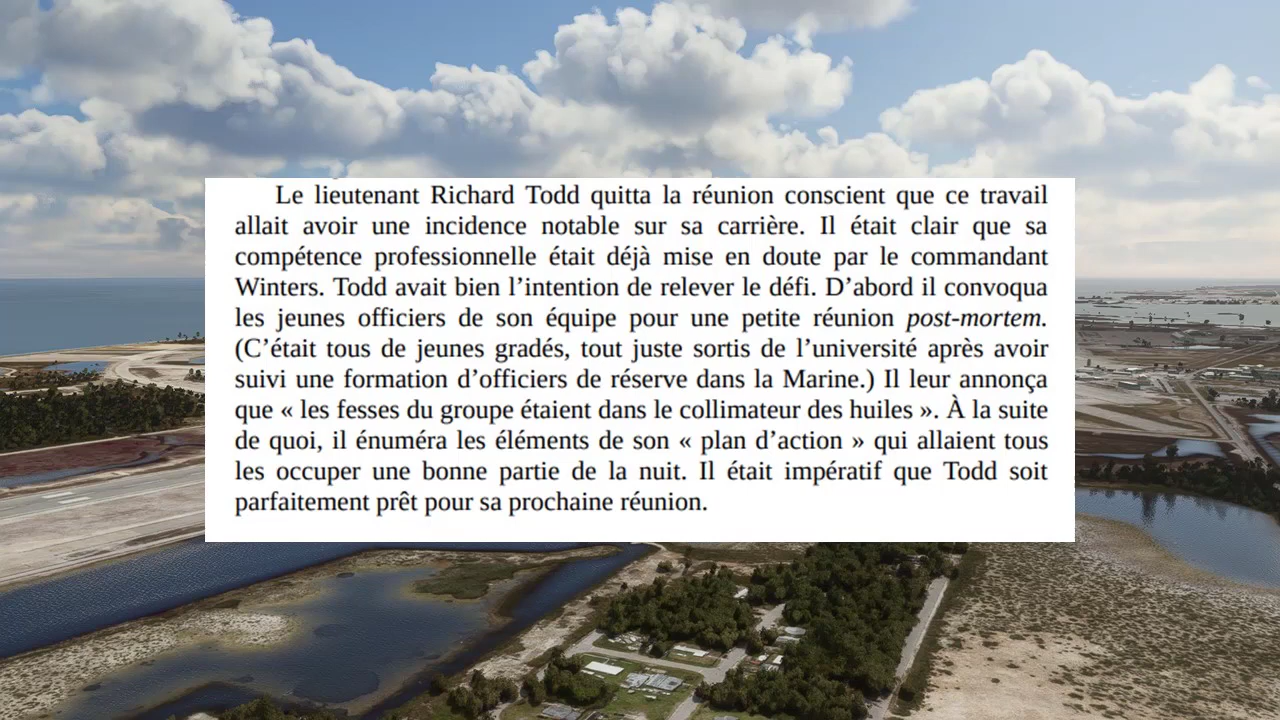 Le lieutenant Richard Todd quitta la réunion conscient que ce travail
allait avoir une incidence notable sur sa carrière. Il était clair que sa
compétence professionnelle était déjà mise en doute par le commandant
Winters. Todd avait bien l’intention de relever le défi. D’abord il convoqua
les jeunes officiers de son équipe pour une petite réunion post-mortem.
(C’était tous de jeunes gradés, tout juste sortis de l’université après avoir
suivi une formation d’officiers de réserve dans la Marine.) Il leur annonça
que « les fesses du groupe étaient dans le collimateur des huiles ». À la suite
de quoi, il énuméra les éléments de son « plan d’action » qui allaient tous
les occuper une bonne partie de la nuit. Il était impératif que Todd soit
parfaitement prêt pour sa prochaine réunion.